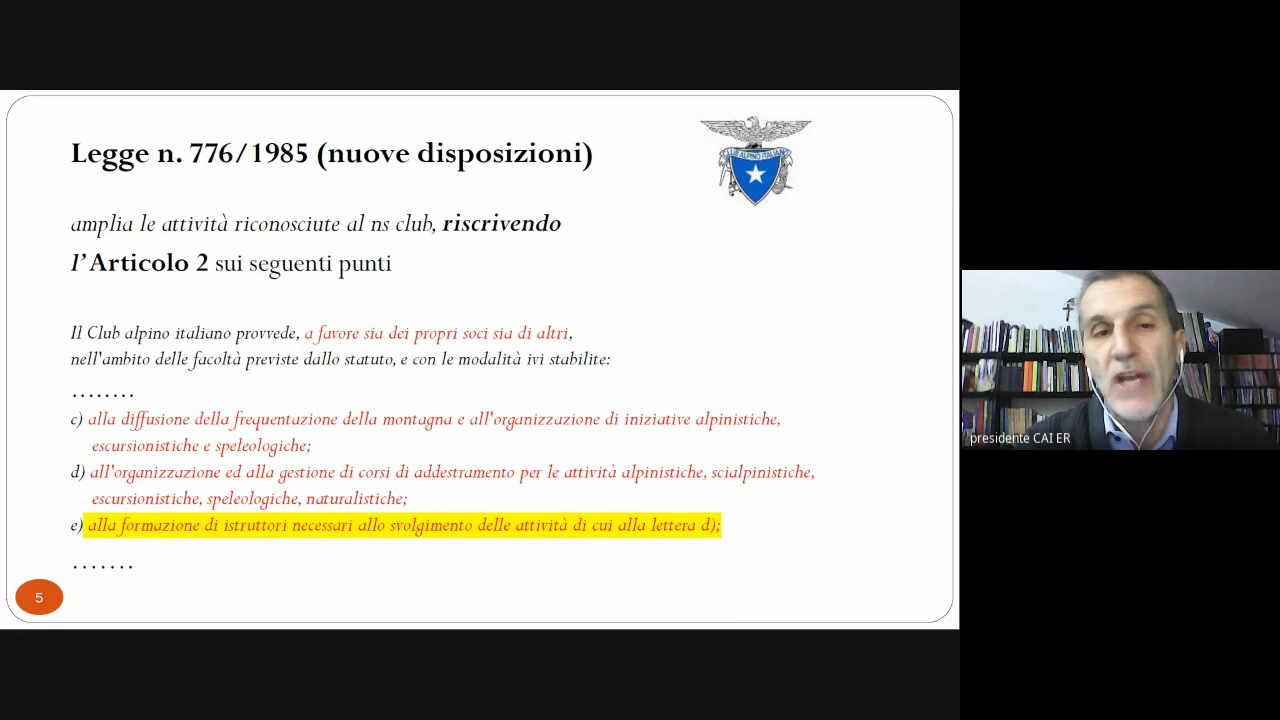 Legge n. 776/1985 (nuove disposizioni)
CLUB ALPINO ITALIANO
amplia le attività riconosciute al ns club, riscrivendo
l’Articolo 2 sui seguenti punti
Il Club alpino italiano provvede, a favore sia dei propri soci sia di altri,
nell'ambito delle facoltà previste dallo statuto, e con le modalità ivi stabilite:
........
c) alla diffusione della frequentazione della montagna e all'organizzazione di iniziative alpinistiche,
escursionistiche e speleologiche;
d) all'organizzazione ed alla gestione di corsi di addestramento per le attività alpinistiche, scialpinistiche,
escursionistiche, speleologiche, naturalistiche;
e) alla formazione di istruttori necessari allo svolgimento delle attività di cui alla lettera d);
.......
5
presidente CAI ER